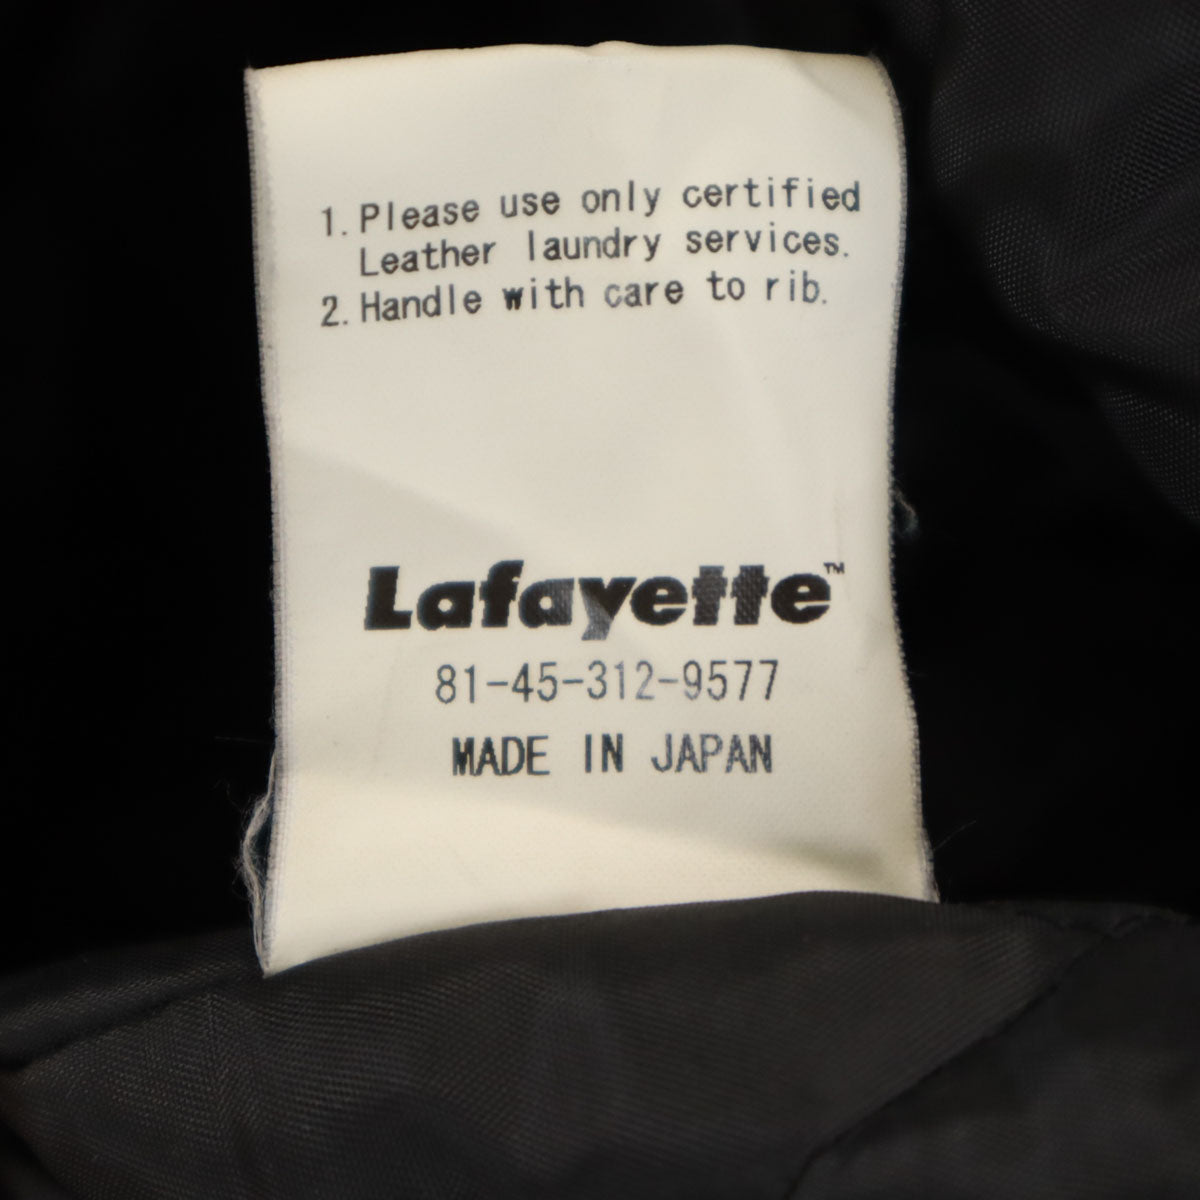 1. Please use only certified
Leather laundry services.
2. Handle with care to rib.
Lafayette™
81-45-312-9577
MADE IN JAPAN